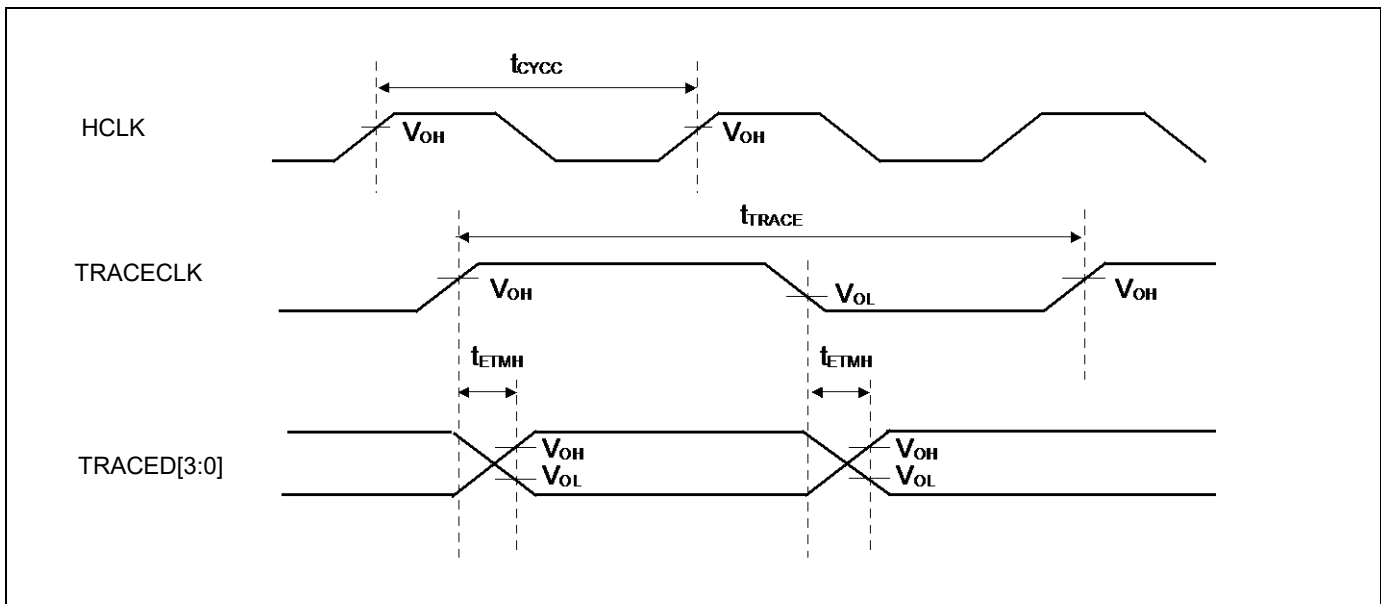 tCYCC
HCLK
VOH
VOH
tTRACE
TRACECLK
VOH
VOL
VOH
tETMH
tETMH
TRACED[3:0]
VOH
VOL
VOH
VOL